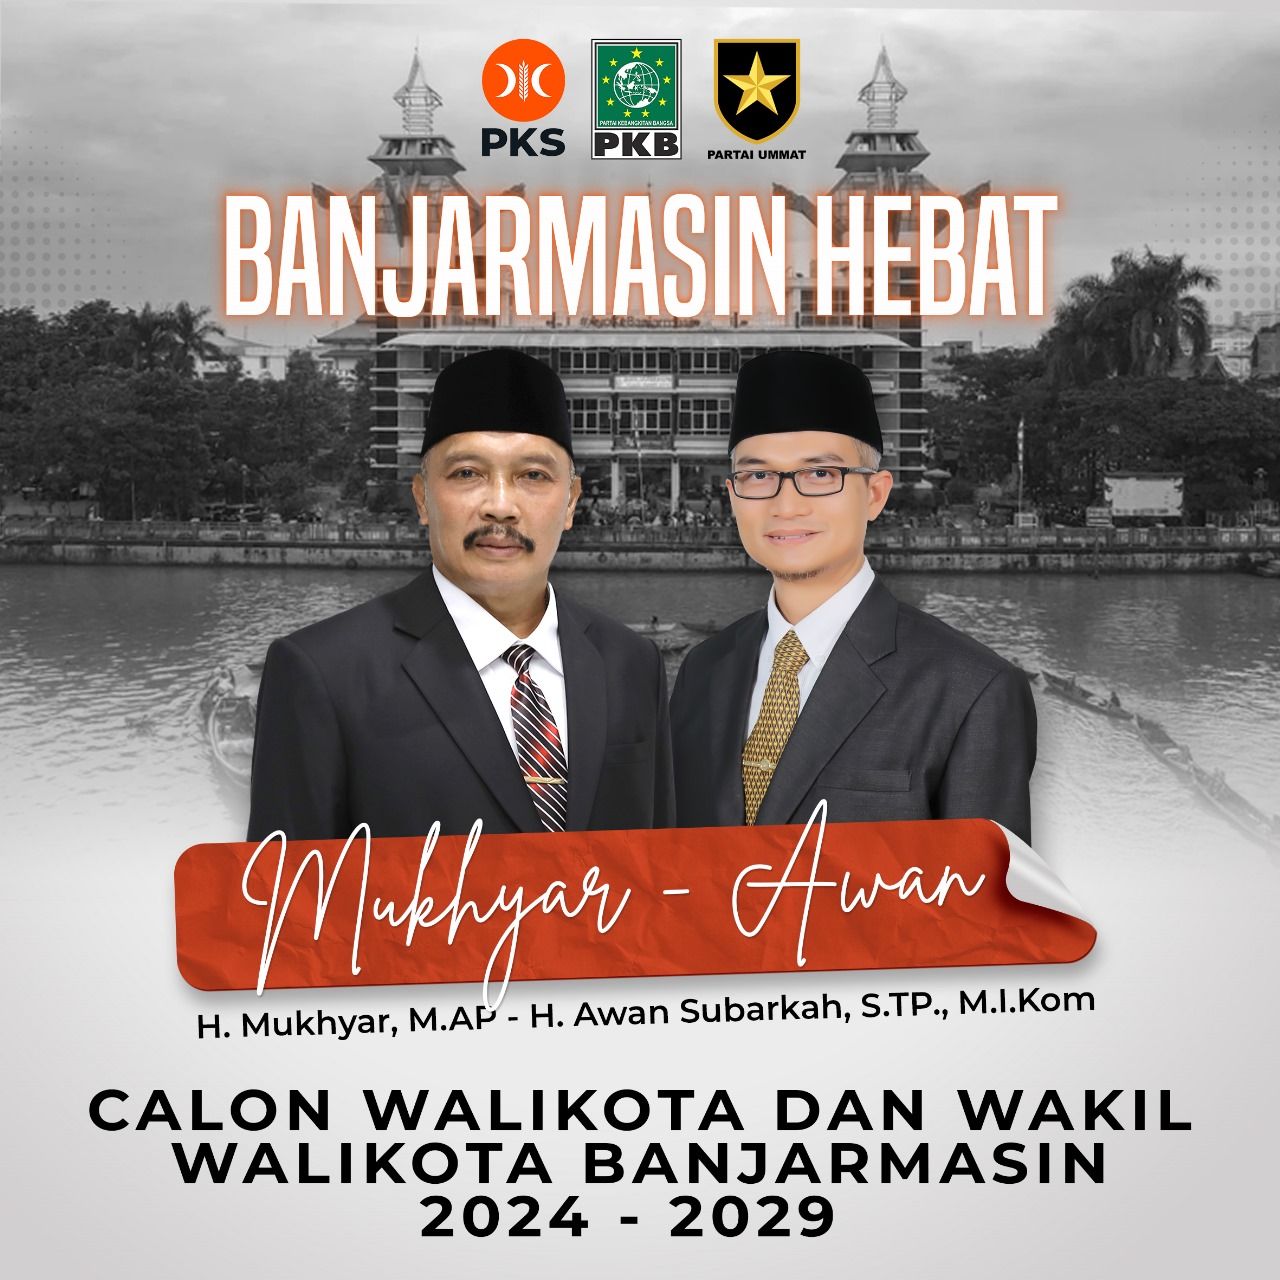 PKS
PARTAI KEBANGKITAN BANGSA
PKB
PARTAI UMMAT
BANJARMASIN HEBAT
Mukhyar - Awan
H. Mukhyar, M.AP - H. Awan Subarkah, S.TP., M.I.Kom
CALON WALIKOTA DAN WAKIL
WALIKOTA BANJARMASIN
2024 - 2029